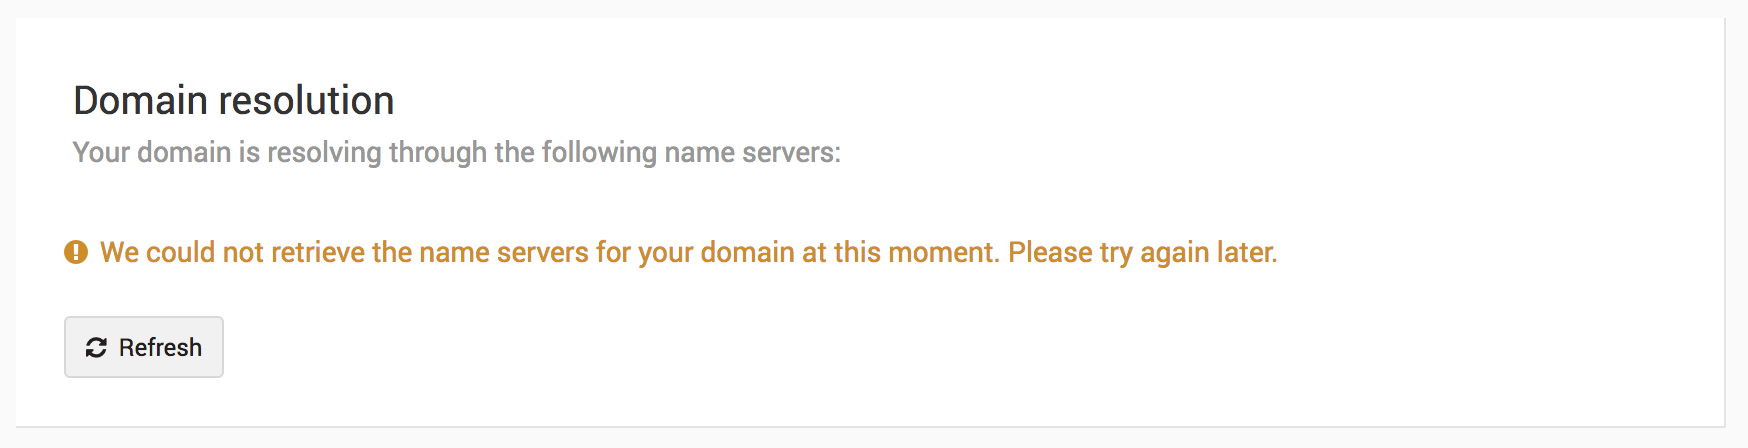 Domain resolution
Your domain is resolving through the following name servers:
We could not retrieve the name servers for your domain at this moment. Please try again later.
Refresh